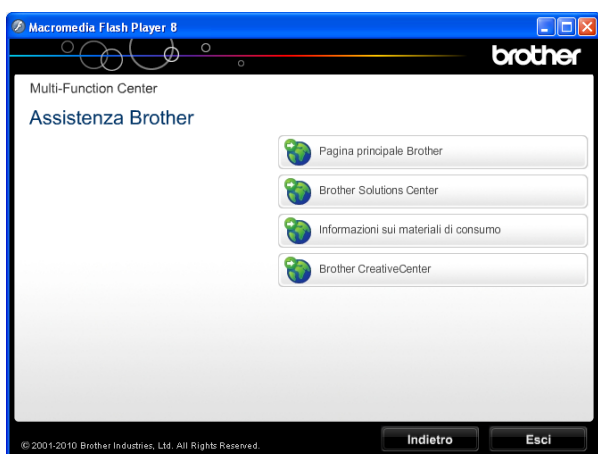 Macromedia Flash Player 8
brother
Multi-Function Center
Assistenza Brother
Pagina principale Brother
Brother Solutions Center
Informazioni sui materiali di consumo
Brother CreativeCenter
Indietro
Esci
© 2001-2010 Brother Industries, Ltd. All Rights Reserved.